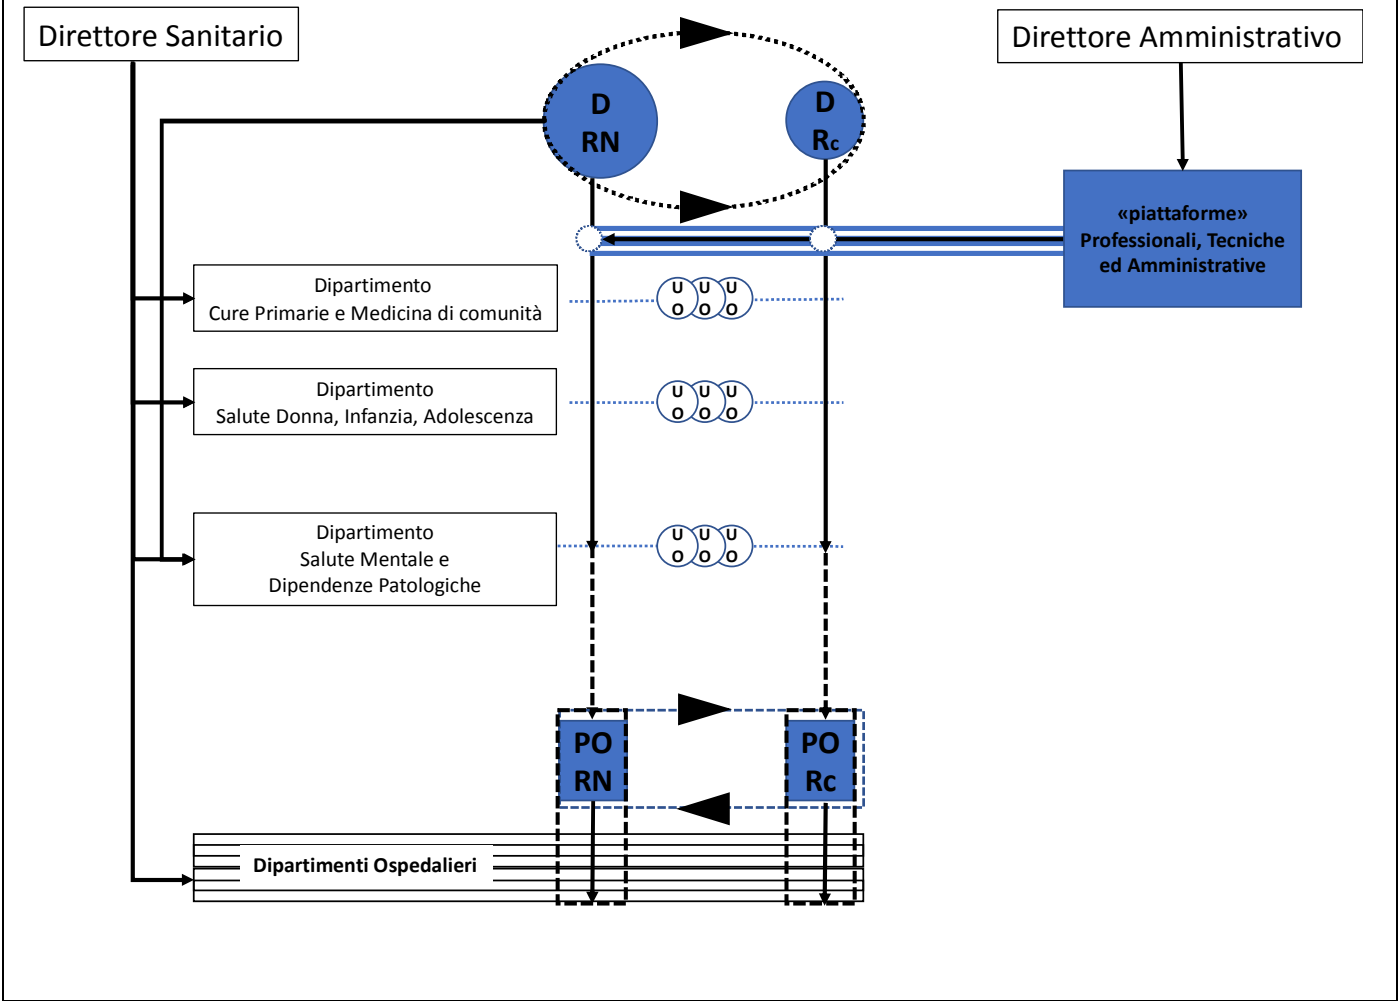 Direttore Sanitario
Direttore Amministrativo
D
RN
D
Rc
«piattaforme»
Professionali, Tecniche
ed Amministrative
Dipartimento
Cure Primarie e Medicina di comunità
U U U
O O O
Dipartimento
Salute Donna, Infanzia, Adolescenza
U U U
O O O
Dipartimento
Salute Mentale e
Dipendenze Patologiche
U U U
O O O
PO
RN
PO
Rc
Dipartimenti Ospedalieri